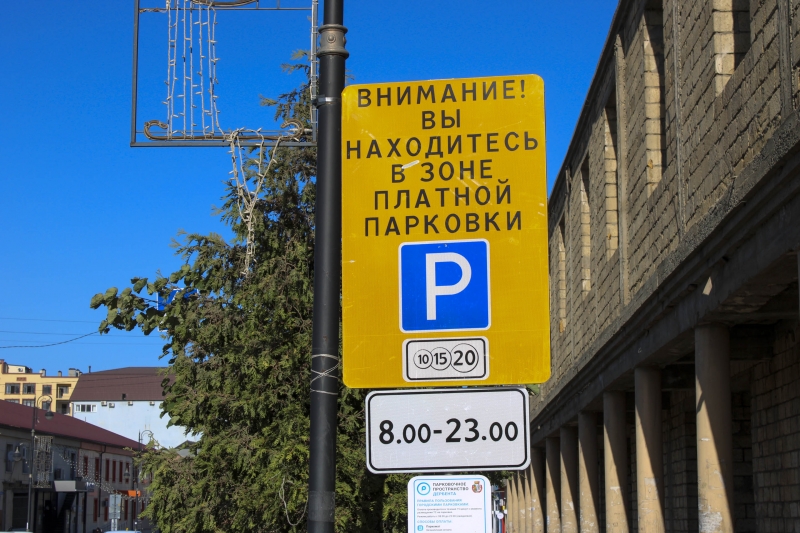 ВНИМАНИЕ!
ВЫ
НАХОДИТЕСЬ
В ЗОНЕ
ПЛАТНОЙ
ПАРКОВКИ
P
10 15 20
8.00-23.00
P ПАРКОВОЧНОЕ
ПРОСТРАНСТВО
ДЕРБЕНТА